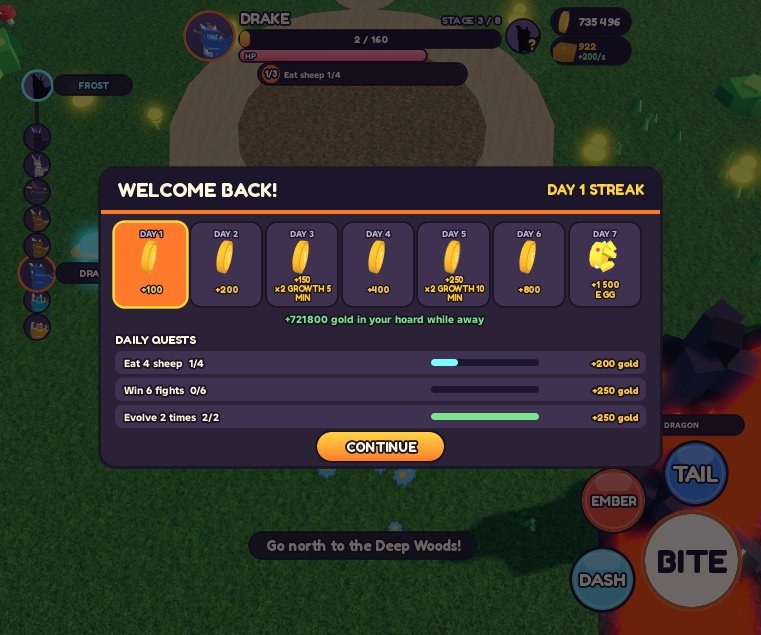 DRAKE
STAGE 3 / 8
2 / 160
HP
1/3 Eat sheep 1/4
?
735 496
922
+200/s
FROST
DRA
WELCOME BACK!
DAY 1 STREAK
DAY 1
+100
DAY 2
+200
DAY 3
+150
x2 GROWTH 5
MIN
DAY 4
+400
DAY 5
+250
x2 GROWTH 10
MIN
DAY 6
+800
DAY 7
+1 500
EGG
+721800 gold in your hoard while away
DAILY QUESTS
Eat 4 sheep 1/4
+200 gold
Win 6 fights 0/6
+250 gold
Evolve 2 times 2/2
+250 gold
CONTINUE
DRAGON
TAIL
EMBER
BITE
DASH
Go north to the Deep Woods!